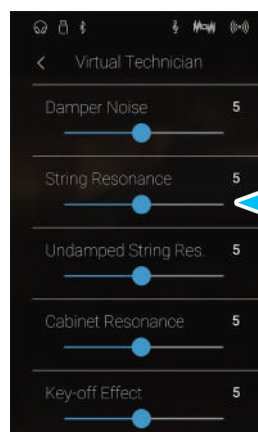 < Virtual Technician
Damper Noise 5
String Resonance 5
Undamped String Res. 5
Cabinet Resonance 5
Key-off Effect 5